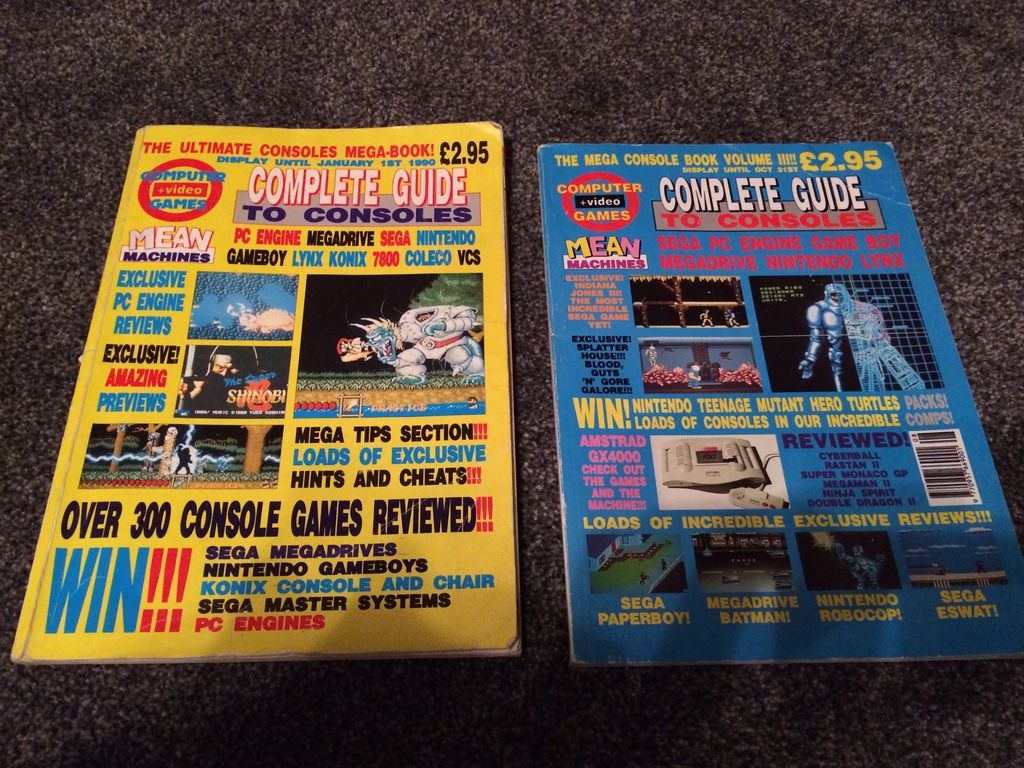 THE ULTIMATE CONSOLES MEGA-BOOK! £2.95
DISPLAY UNTIL JANUARY 1ST 1990
COMPUTER
+video
GAMES
COMPLETE GUIDE
TO CONSOLES
MEAN
MACHINES
PC ENGINE MEGADRIVE SEGA NINTENDO
GAMEBOY LYNX KONIX 7800 COLECO VCS
EXCLUSIVE
PC ENGINE
REVIEWS
EXCLUSIVE!
AMAZING
PREVIEWS
The Super
SHINOBI
MEGA TIPS SECTION!!!
LOADS OF EXCLUSIVE
HINTS AND CHEATS!!!
OVER 300 CONSOLE GAMES REVIEWED!!!
WIN!!!
SEGA MEGADRIVES
NINTENDO GAMEBOYS
KONIX CONSOLE AND CHAIR
SEGA MASTER SYSTEMS
PC ENGINES
THE MEGA CONSOLE BOOK VOLUME III!! £2.95
DISPLAY UNTIL OCT 31ST
COMPUTER
+video
GAMES
COMPLETE GUIDE
TO CONSOLES
MEAN
MACHINES
SEGA PC ENGINE GAME BOY
MEGADRIVE NINTENDO LYNX
EXCLUSIVE!
INDIANA
JONES III!
THE MOST
INCREDIBLE
SEGA GAME
YET!
EXCLUSIVE!
SPLATTER
HOUSE!!!
BLOOD,
GUTS
'N' GORE
GALORE!!!
WIN! NINTENDO TEENAGE MUTANT HERO TURTLES PACKS!
LOADS OF CONSOLES IN OUR INCREDIBLE COMPS!
AMSTRAD
GX4000
CHECK OUT
THE GAMES
AND THE
MACHINE!
REVIEWED!
CYBERBALL
RASTAN II
SUPER MONACO GP
MEGAMAN II
NINJA SPIRIT
DOUBLE DRAGON II
08
LOADS OF INCREDIBLE EXCLUSIVE REVIEWS!!!
SEGA
PAPERBOY!
MEGADRIVE
BATMAN!
NINTENDO
ROBOCOP!
SEGA
ESWAT!